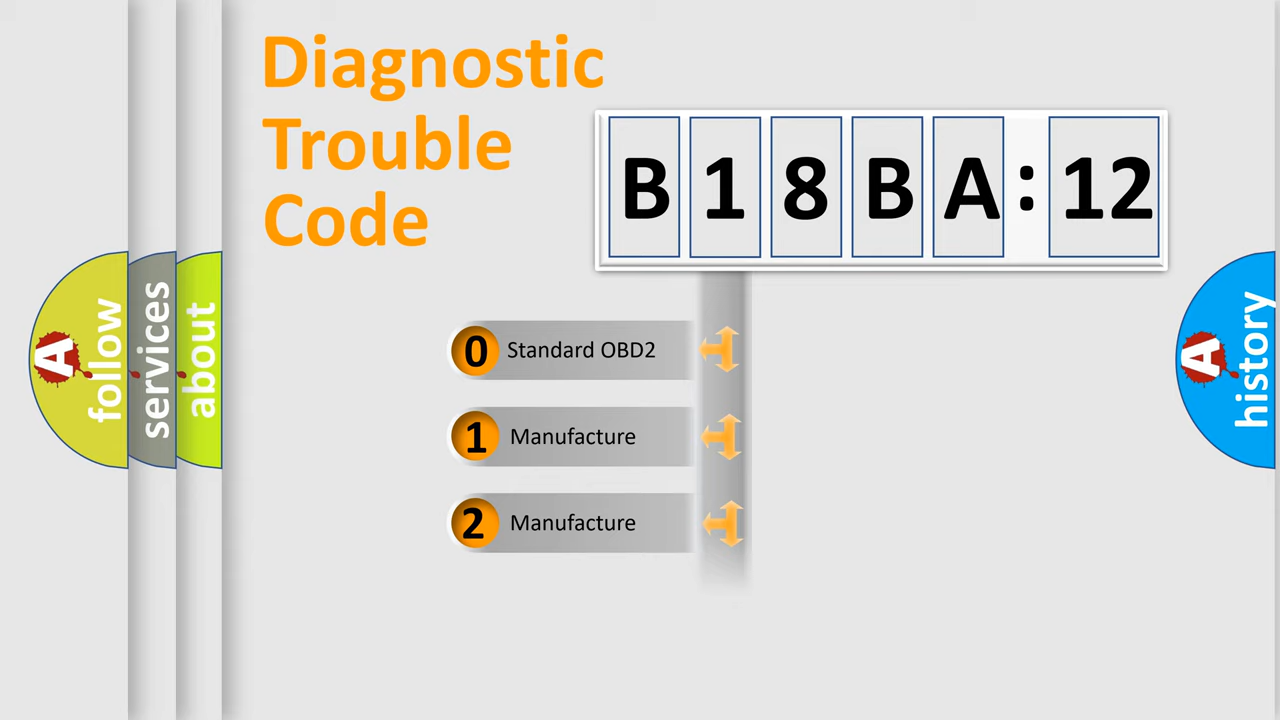 Diagnostic
Trouble
Code
B 1 8 B A : 12
0 Standard OBD2
1 Manufacture
2 Manufacture
A follow
services
about
A history